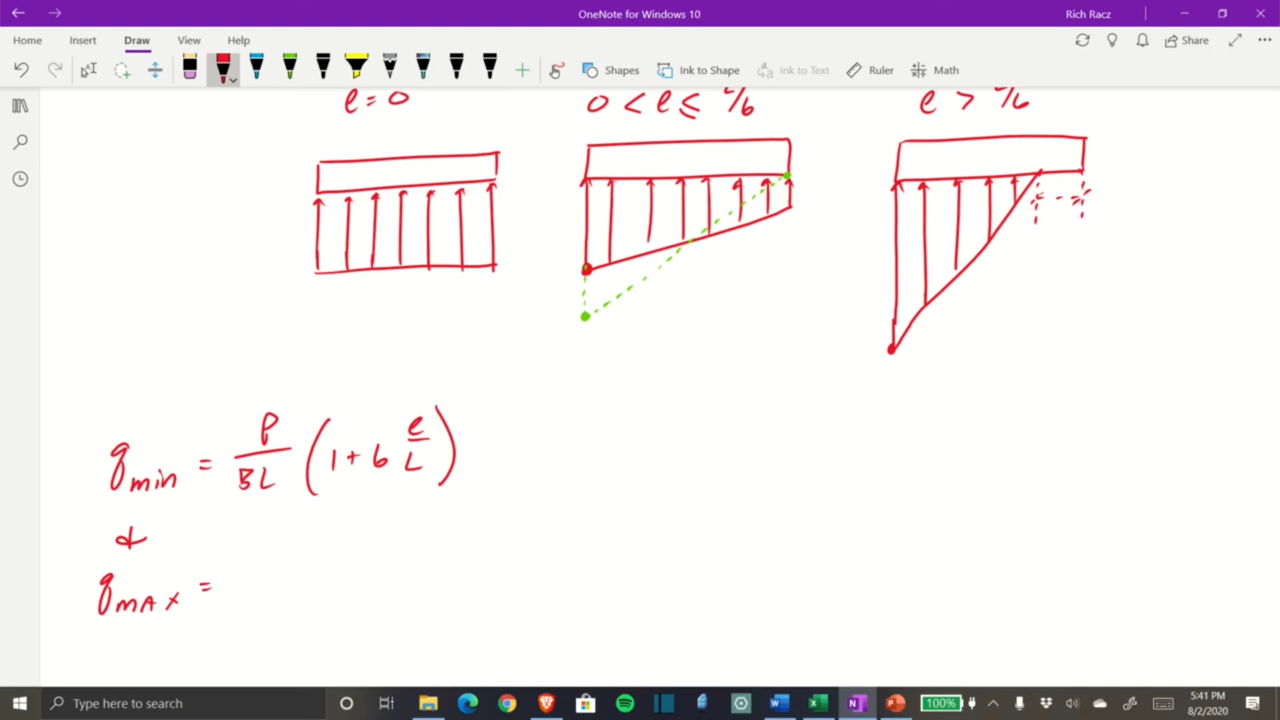 OneNote for Windows 10
Rich Racz
Home Insert Draw View Help
Share
Shapes Ink to Shape Ink to Text Ruler Math
e = 0
0 < e ≤ L/6
e > L/6
q min = P/BL (1 + 6 e/L)
&
q MAX =
Type here to search
100%
5:41 PM
8/2/2020